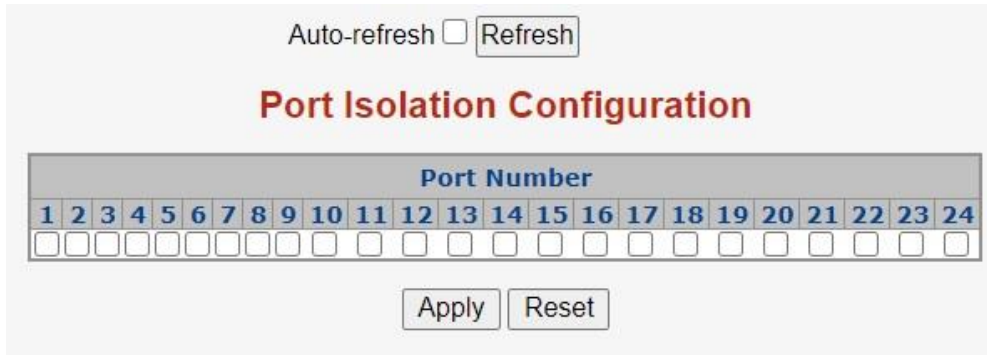 Auto-refresh Refresh
Port Isolation Configuration
Port Number
1 2 3 4 5 6 7 8 9 10 11 12 13 14 15 16 17 18 19 20 21 22 23 24
Apply Reset